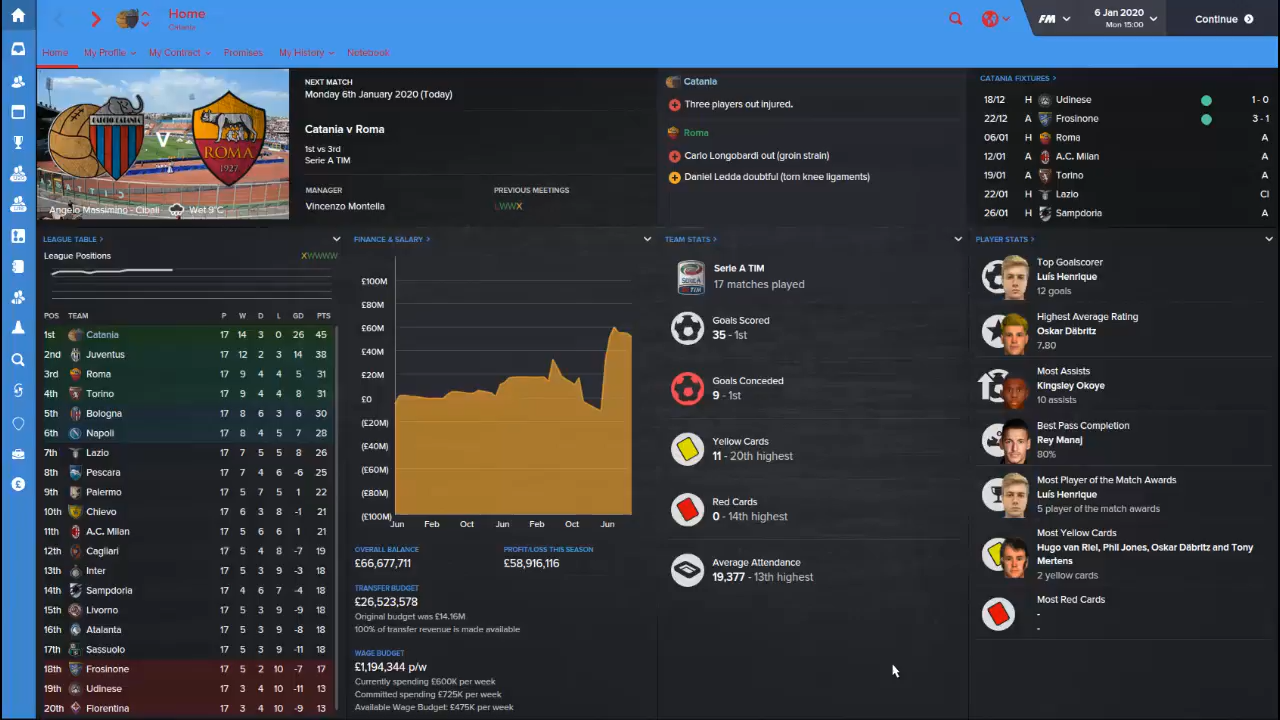 Home
Catania
FM
6 Jan 2020
Mon 15:00
Continue
Home
My Profile
My Contract
Promises
My History
Notebook
CALCIO CATANIA
V
ROMA
1927
Angelo Massimino - Cibali
Wet 9°C
NEXT MATCH
Monday 6th January 2020 (Today)
Catania v Roma
1st vs 3rd
Serie A TIM
MANAGER
Vincenzo Montella
PREVIOUS MEETINGS
LWWX
Catania
Three players out injured.
Roma
Carlo Longobardi out (groin strain)
Daniel Ledda doubtful (torn knee ligaments)
CATANIA FIXTURES >
18/12 H Udinese 1 - 0
22/12 A Frosinone 3 - 1
06/01 H Roma A
12/01 A A.C. Milan A
19/01 A Torino A
22/01 H Lazio CI
26/01 H Sampdoria A
LEAGUE TABLE >
League Positions
XWWWW
POS TEAM P W D L GD PTS
1st Catania 17 14 3 0 26 45
2nd Juventus 17 12 2 3 14 38
3rd Roma 17 9 4 4 5 31
4th Torino 17 9 4 4 8 31
5th Bologna 17 8 6 3 6 30
6th Napoli 17 8 4 5 7 28
7th Lazio 17 7 5 5 8 26
8th Pescara 17 7 4 6 -6 25
9th Palermo 17 5 7 5 1 22
10th Chievo 17 6 3 8 -1 21
11th A.C. Milan 17 5 6 6 1 21
12th Cagliari 17 5 4 8 -7 19
13th Inter 17 5 3 9 -3 18
14th Sampdoria 17 4 6 7 -4 18
15th Livorno 17 5 3 9 -9 18
16th Atalanta 17 5 3 9 -8 18
17th Sassuolo 17 5 3 9 -11 18
18th Frosinone 17 5 2 10 -7 17
19th Udinese 17 3 4 10 -11 13
20th Fiorentina 17 3 4 10 -9 13
FINANCE & SALARY >
£100M
£80M
£60M
£40M
£20M
£0
(£20M)
(£40M)
(£60M)
(£80M)
(£100M)
Jun Feb Oct Jun Feb Oct Jun
OVERALL BALANCE
£66,677,711
PROFIT/LOSS THIS SEASON
£58,916,116
TRANSFER BUDGET
£26,523,578
Original budget was £14.16M
100% of transfer revenue is made available
WAGE BUDGET
£1,194,344 p/w
Currently spending £600K per week
Committed spending £725K per week
Available Wage Budget: £475K per week
TEAM STATS >
SERIE A
TIM
Serie A TIM
17 matches played
Goals Scored
35 - 1st
Goals Conceded
9 - 1st
Yellow Cards
11 - 20th highest
Red Cards
0 - 14th highest
Average Attendance
19,377 - 13th highest
PLAYER STATS >
Top Goalscorer
Luís Henrique
12 goals
Highest Average Rating
Oskar Däbritz
7.80
Most Assists
Kingsley Okoye
10 assists
Best Pass Completion
Rey Manaj
80%
Most Player of the Match Awards
Luís Henrique
5 player of the match awards
Most Yellow Cards
Hugo van Riel, Phil Jones, Oskar Däbritz and Tony
Mertens
2 yellow cards
Most Red Cards
-
-